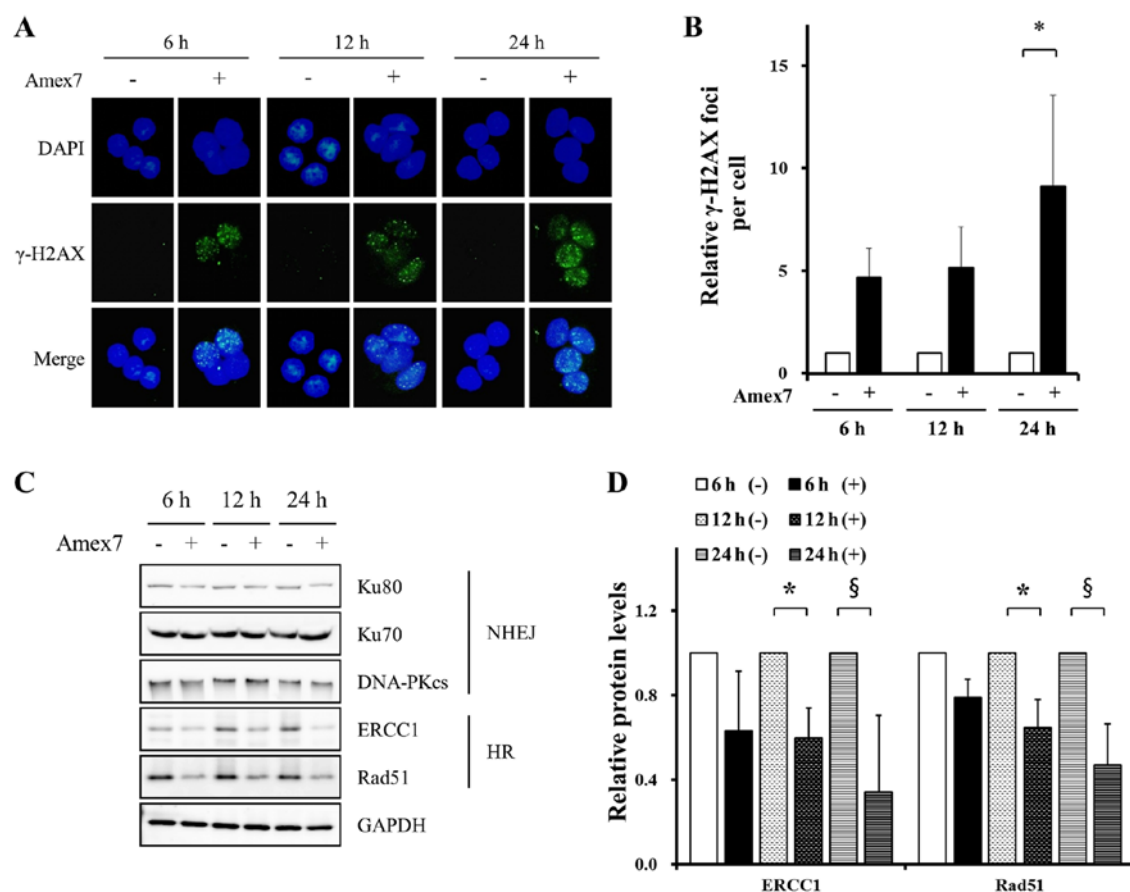 A
6 h 12 h 24 h
Amex7 - + - + - +
DAPI
γ-H2AX
Merge
B
*
15
10
5
0
Relative γ-H2AX foci
per cell
Amex7 - + - + - +
6 h 12 h 24 h
C
6 h 12 h 24 h
Amex7 - + - + - +
Ku80
Ku70
DNA-PKcs
NHEJ
ERCC1
Rad51
HR
GAPDH
D
6 h (-) 6 h (+)
12 h (-) 12 h (+)
24 h (-) 24 h (+)
* § * §
1.2
0.8
0.4
0.0
Relative protein levels
ERCC1 Rad51